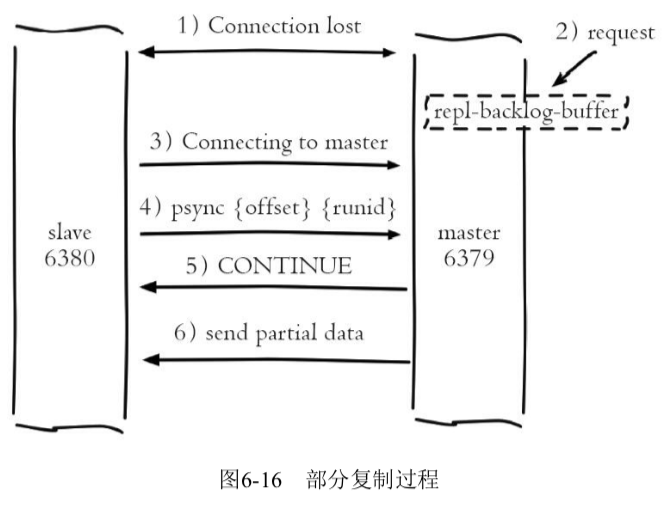 1) Connection lost
2) request
repl-backlog-buffer
3) Connecting to master
4) psync {offset} {runid}
slave
6380
master
6379
5) CONTINUE
6) send partial data
图6-16 部分复制过程